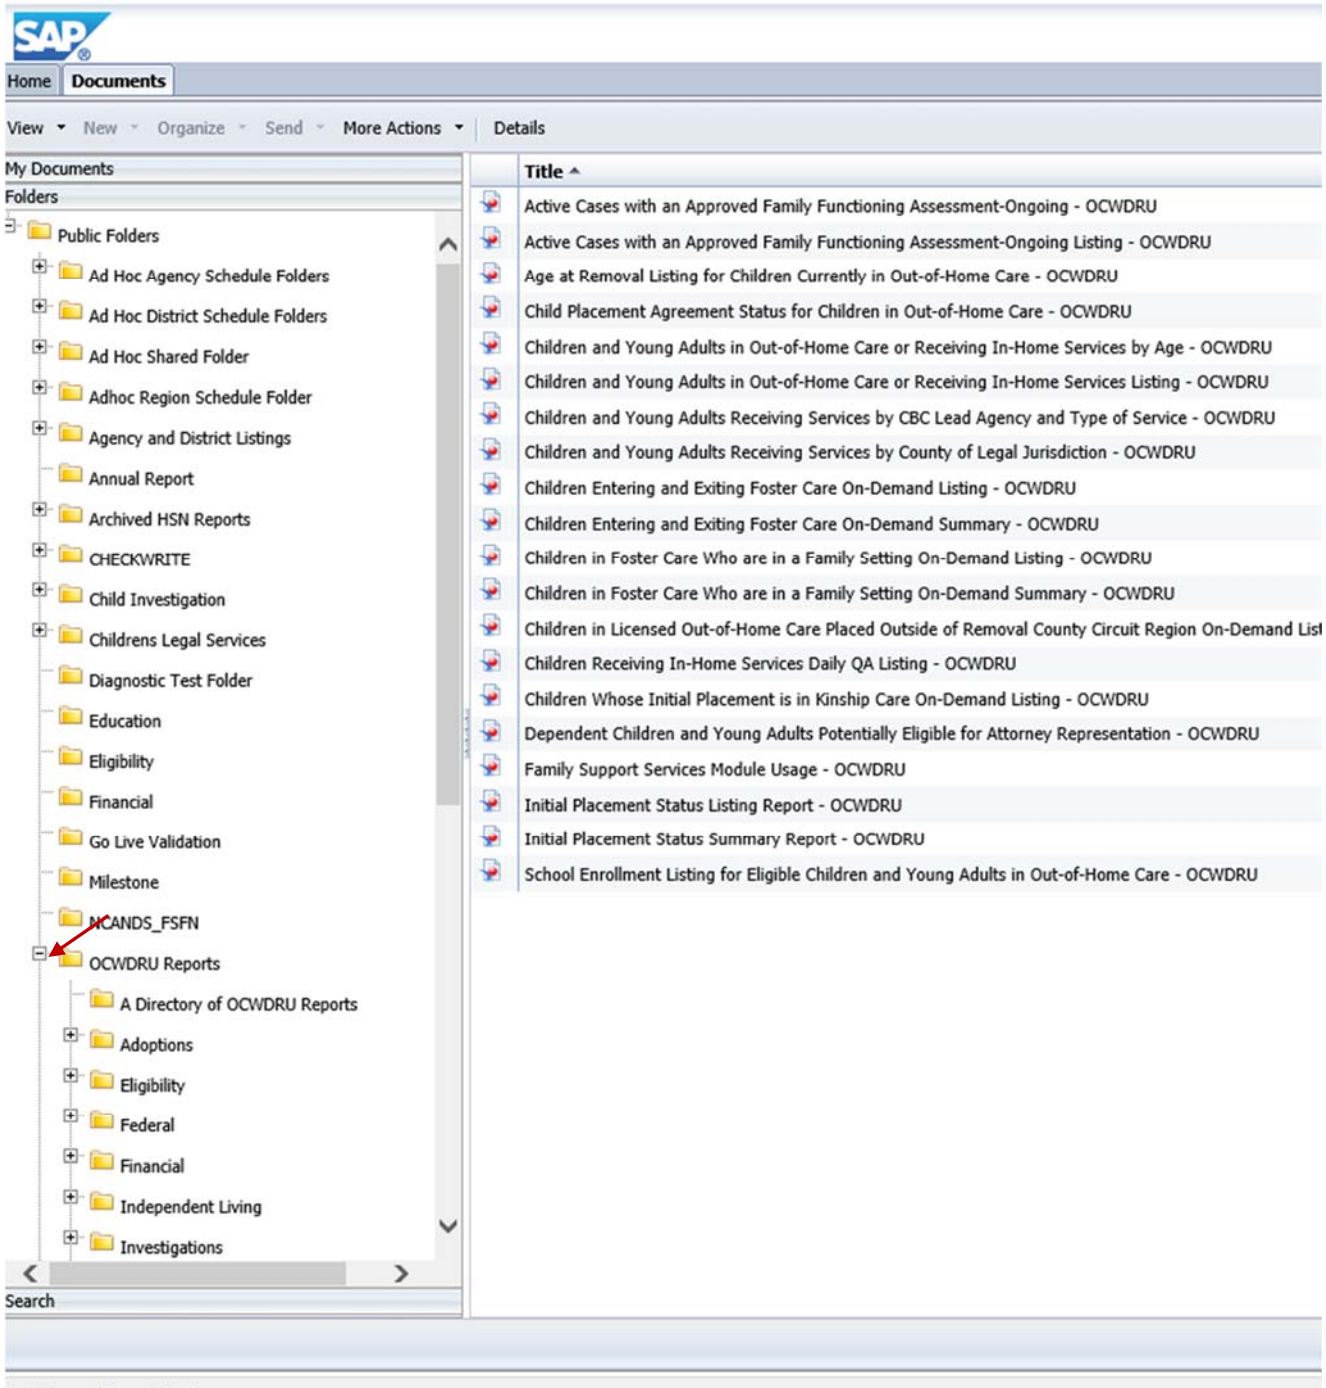 SAP®
Home Documents
View New Organize Send More Actions Details
My Documents
Folders
Public Folders
Ad Hoc Agency Schedule Folders
Ad Hoc District Schedule Folders
Ad Hoc Shared Folder
Adhoc Region Schedule Folder
Agency and District Listings
Annual Report
Archived HSN Reports
CHECKWRITE
Child Investigation
Childrens Legal Services
Diagnostic Test Folder
Education
Eligibility
Financial
Go Live Validation
Milestone
NCANDS_FSFN
OCWDRU Reports
A Directory of OCWDRU Reports
Adoptions
Eligibility
Federal
Financial
Independent Living
Investigations
Search
Title
Active Cases with an Approved Family Functioning Assessment-Ongoing - OCWDRU
Active Cases with an Approved Family Functioning Assessment-Ongoing Listing - OCWDRU
Age at Removal Listing for Children Currently in Out-of-Home Care - OCWDRU
Child Placement Agreement Status for Children in Out-of-Home Care - OCWDRU
Children and Young Adults in Out-of-Home Care or Receiving In-Home Services by Age - OCWDRU
Children and Young Adults in Out-of-Home Care or Receiving In-Home Services Listing - OCWDRU
Children and Young Adults Receiving Services by CBC Lead Agency and Type of Service - OCWDRU
Children and Young Adults Receiving Services by County of Legal Jurisdiction - OCWDRU
Children Entering and Exiting Foster Care On-Demand Listing - OCWDRU
Children Entering and Exiting Foster Care On-Demand Summary - OCWDRU
Children in Foster Care Who are in a Family Setting On-Demand Listing - OCWDRU
Children in Foster Care Who are in a Family Setting On-Demand Summary - OCWDRU
Children in Licensed Out-of-Home Care Placed Outside of Removal County Circuit Region On-Demand List
Children Receiving In-Home Services Daily QA Listing - OCWDRU
Children Whose Initial Placement is in Kinship Care On-Demand Listing - OCWDRU
Dependent Children and Young Adults Potentially Eligible for Attorney Representation - OCWDRU
Family Support Services Module Usage - OCWDRU
Initial Placement Status Listing Report - OCWDRU
Initial Placement Status Summary Report - OCWDRU
School Enrollment Listing for Eligible Children and Young Adults in Out-of-Home Care - OCWDRU